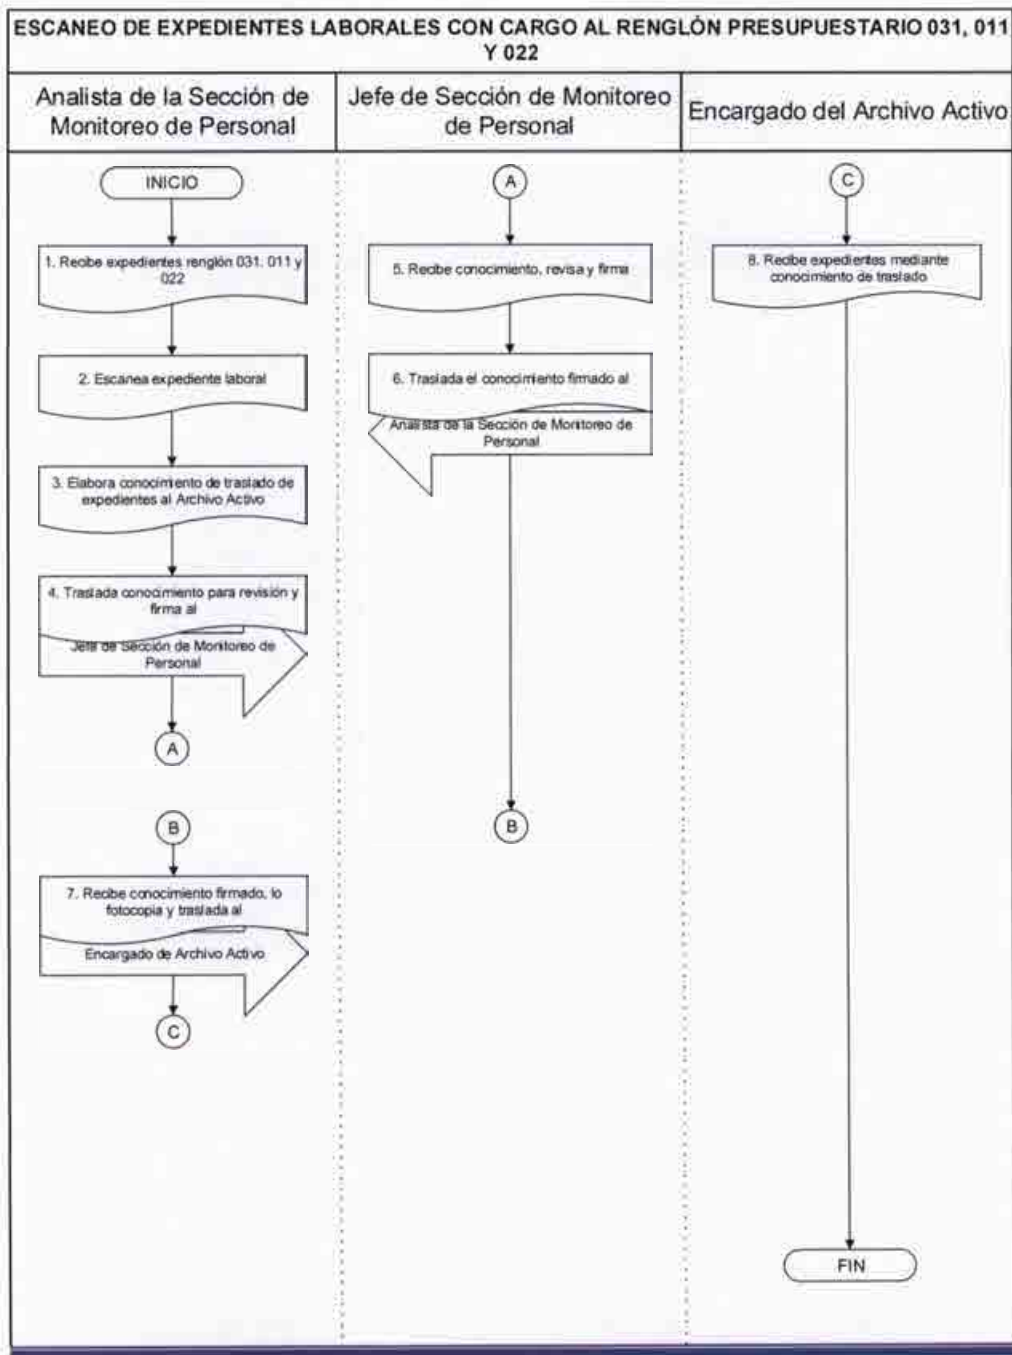 ESCANEO DE EXPEDIENTES LABORALES CON CARGO AL RENGLÓN PRESUPUESTARIO 031, 011
Y 022
Analista de la Sección de
Monitoreo de Personal
INICIO
1. Recibe expedientes renglón 031, 011 y
022
2. Escanea expediente laboral
3. Elabora conocimiento de traslado de
expedientes al Archivo Activo
4. Traslada conocimiento para revisión y
firma al
Jefe de Sección de Monitoreo de
Personal
A
B
7. Recibe conocimiento firmado, lo
fotocopia y traslada al
Encargado de Archivo Activo
C
Jefe de Sección de Monitoreo
de Personal
A
5. Recibe conocimiento, revisa y firma
6. Traslada el conocimiento firmado al
Analista de la Sección de Monitoreo de
Personal
B
Encargado del Archivo Activo
C
8. Recibe expedientes mediante
conocimiento de traslado
FIN